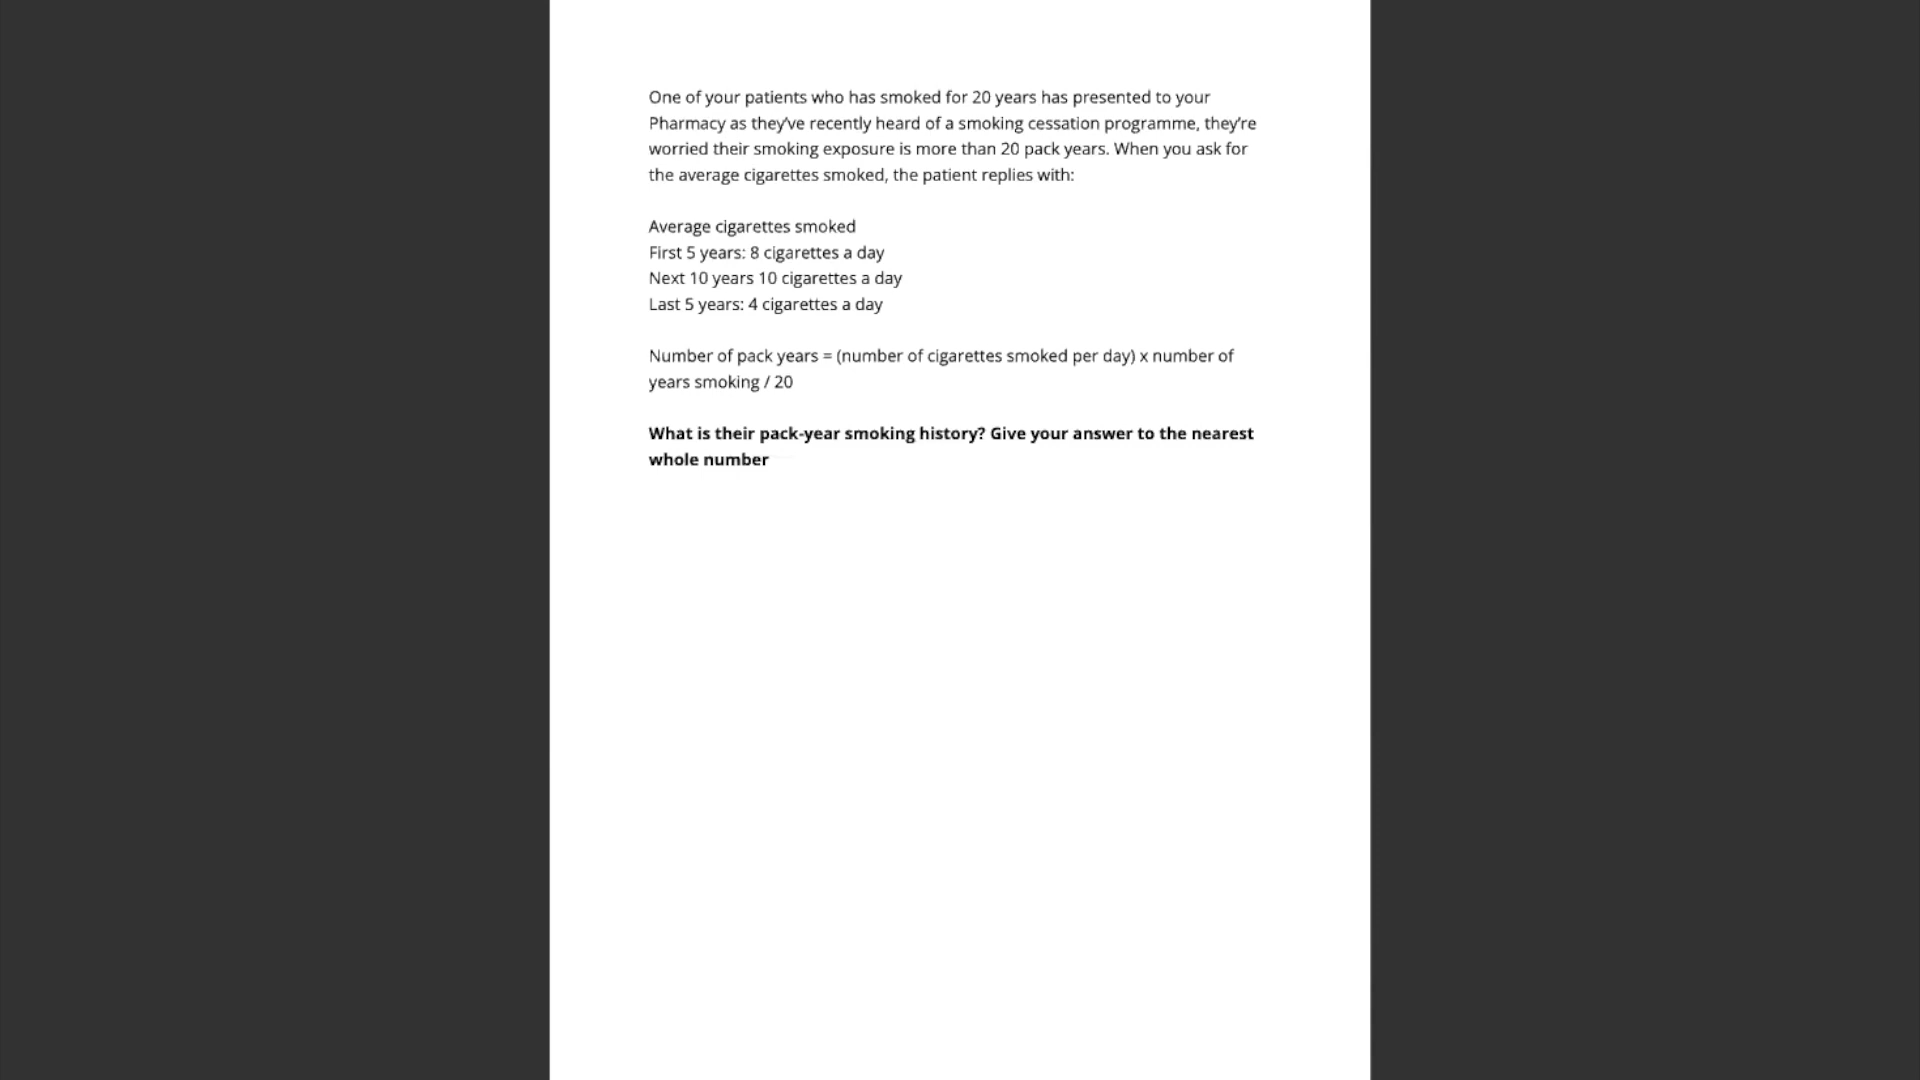 One of your patients who has smoked for 20 years has presented to your
Pharmacy as they've recently heard of a smoking cessation programme, they're
worried their smoking exposure is more than 20 pack years. When you ask for
the average cigarettes smoked, the patient replies with:
Average cigarettes smoked
First 5 years: 8 cigarettes a day
Next 10 years 10 cigarettes a day
Last 5 years: 4 cigarettes a day
Number of pack years = (number of cigarettes smoked per day) x number of
years smoking / 20
What is their pack-year smoking history? Give your answer to the nearest
whole number